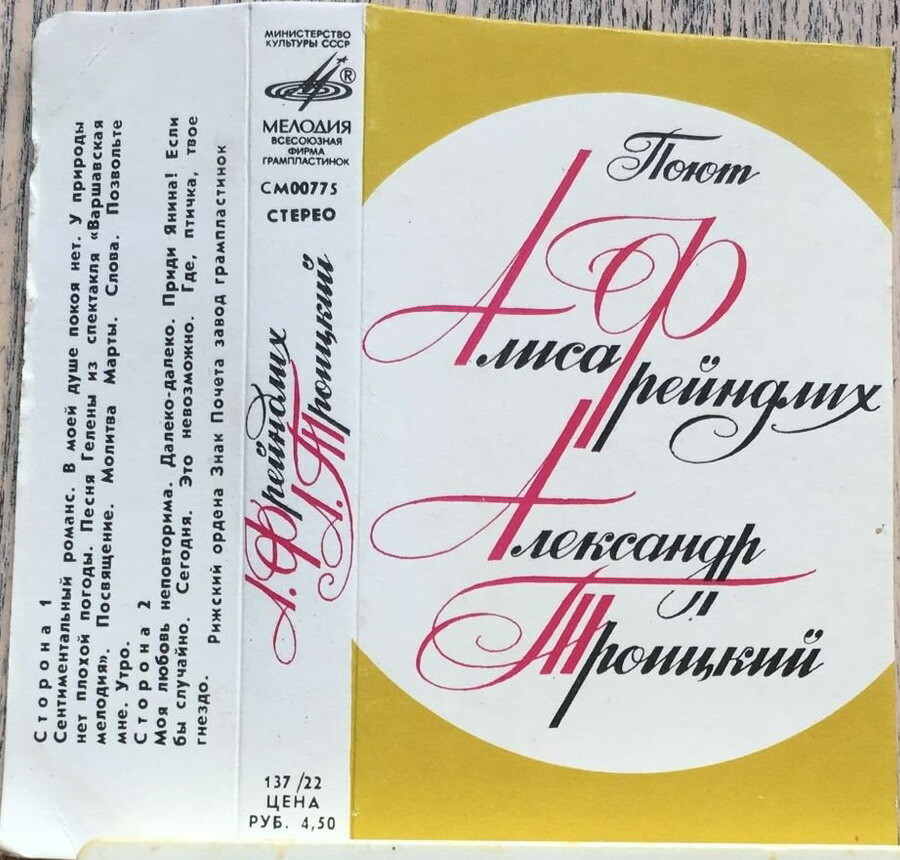 Сторона 1
Сентиментальный романс. В моей душе покоя нет. У природы
нет плохой погоды. Песня Гелены из спектакля «Варшавская
мелодия». Посвящение. Молитва Марты. Слова. Позвольте
мне. Утро.
Сторона 2
Моя любовь неповторима. Далеко-далеко. Приди Янина! Если
бы случайно. Сегодня. Это невозможно. Где, птичка, твое
гнездо.
Рижский ордена Знак Почета завод грампластинок
МИНИСТЕРСТВО
КУЛЬТУРЫ СССР
®
МЕЛОДИЯ
ВСЕСОЮЗНАЯ
ФИРМА
ГРАМПЛАСТИНОК
СМ00775
СТЕРЕО
А. Фрейндлих
А. Троицкий
137/22
ЦЕНА
РУБ. 4,50
Поют
Алиса
Фрейндлих
Александр
Троицкий